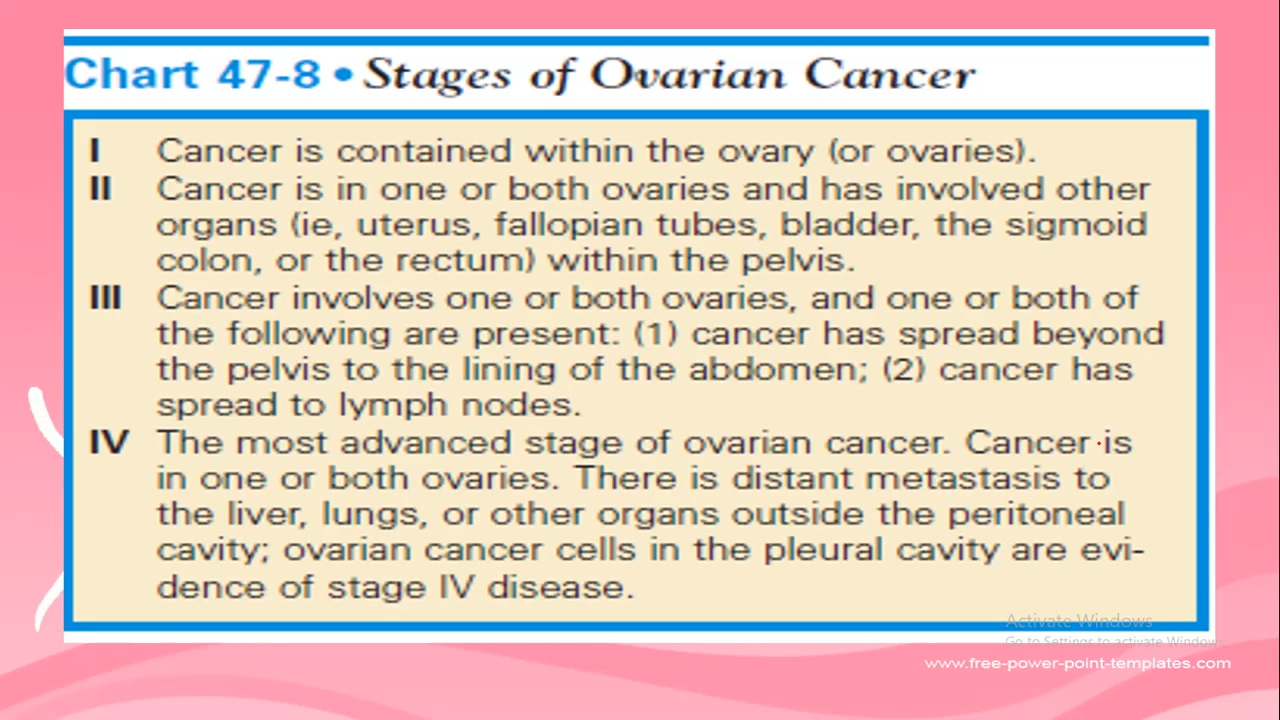 Chart 47-8 • Stages of Ovarian Cancer
I Cancer is contained within the ovary (or ovaries).
II Cancer is in one or both ovaries and has involved other
organs (ie, uterus, fallopian tubes, bladder, the sigmoid
colon, or the rectum) within the pelvis.
III Cancer involves one or both ovaries, and one or both of
the following are present: (1) cancer has spread beyond
the pelvis to the lining of the abdomen; (2) cancer has
spread to lymph nodes.
IV The most advanced stage of ovarian cancer. Cancer is
in one or both ovaries. There is distant metastasis to
the liver, lungs, or other organs outside the peritoneal
cavity; ovarian cancer cells in the pleural cavity are evi-
dence of stage IV disease.
Activate Windows
Go to Settings to activate Windows.
www.free-power-point-templates.com